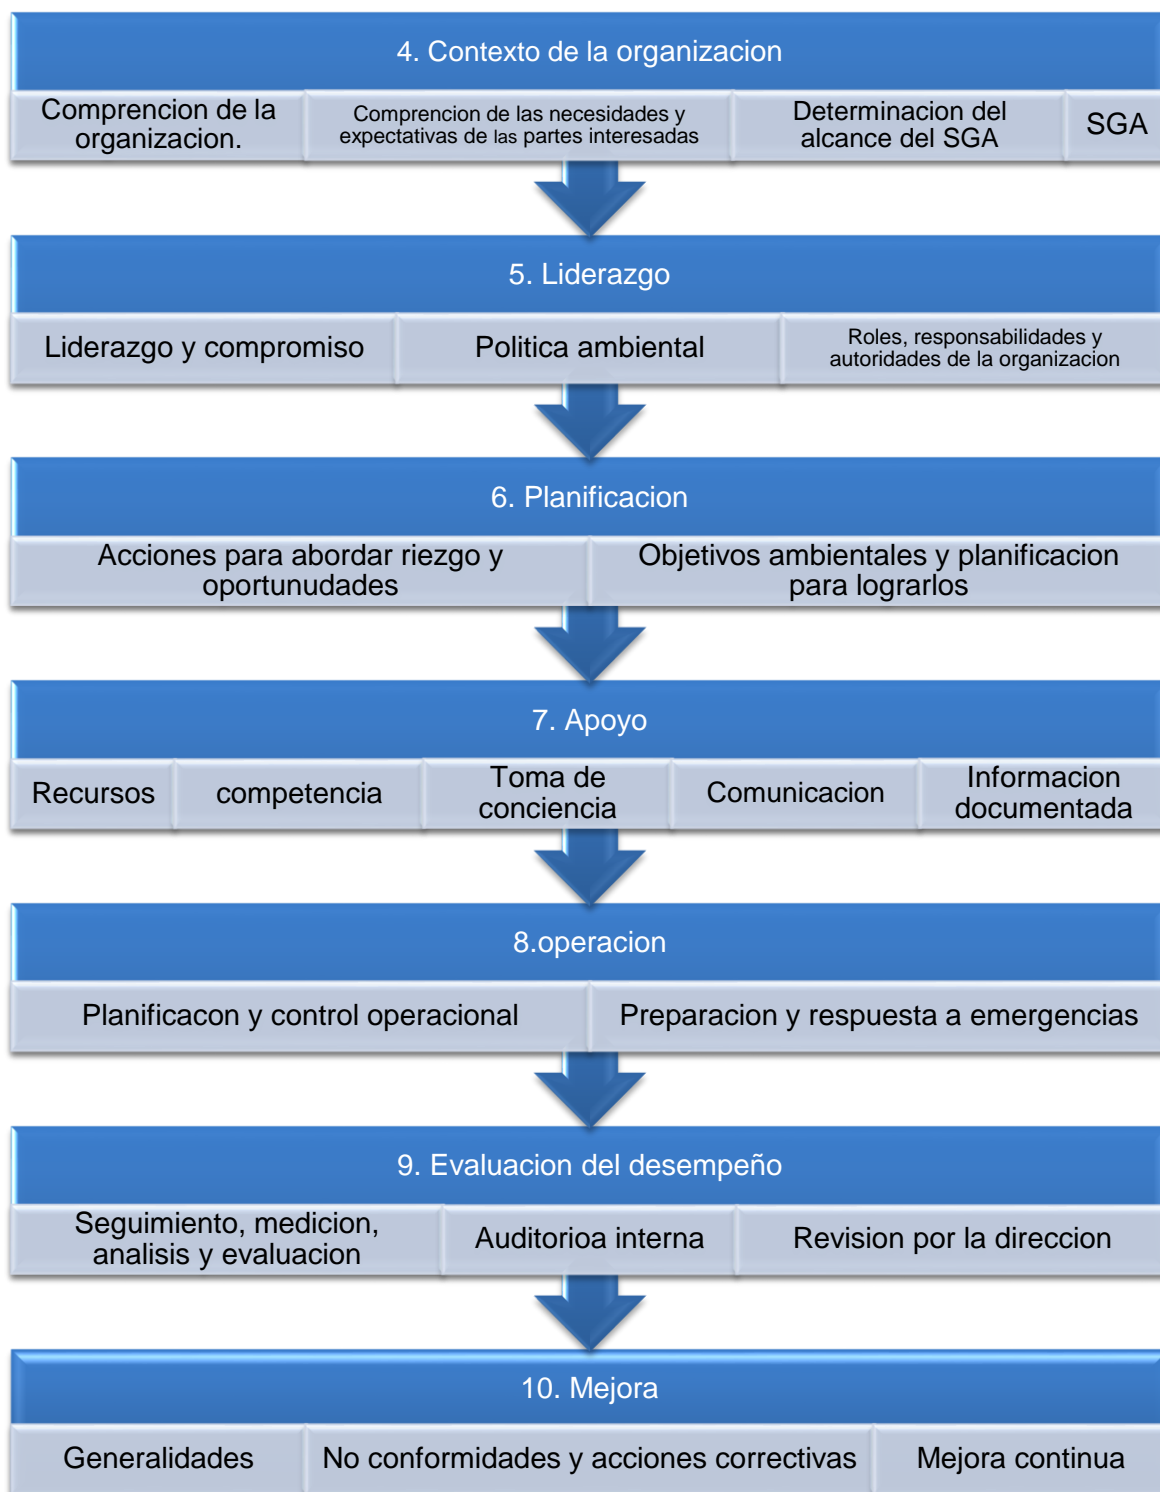 4. Contexto de la organizacion
Comprencion de la
organizacion.
Comprencion de las necesidades y
expectativas de las partes interesadas
Determinacion del
alcance del SGA
SGA
5. Liderazgo
Liderazgo y compromiso
Politica ambiental
Roles, responsabilidades y
autoridades de la organizacion
6. Planificacion
Acciones para abordar riezgo y
oportunudades
Objetivos ambientales y planificacion
para lograrlos
7. Apoyo
Recursos
competencia
Toma de
conciencia
Comunicacion
Informacion
documentada
8.operacion
Planificacon y control operacional
Preparacion y respuesta a emergencias
9. Evaluacion del desempeño
Seguimiento, medicion,
analisis y evaluacion
Auditorioa interna
Revision por la direccion
10. Mejora
Generalidades
No conformidades y acciones correctivas
Mejora continua